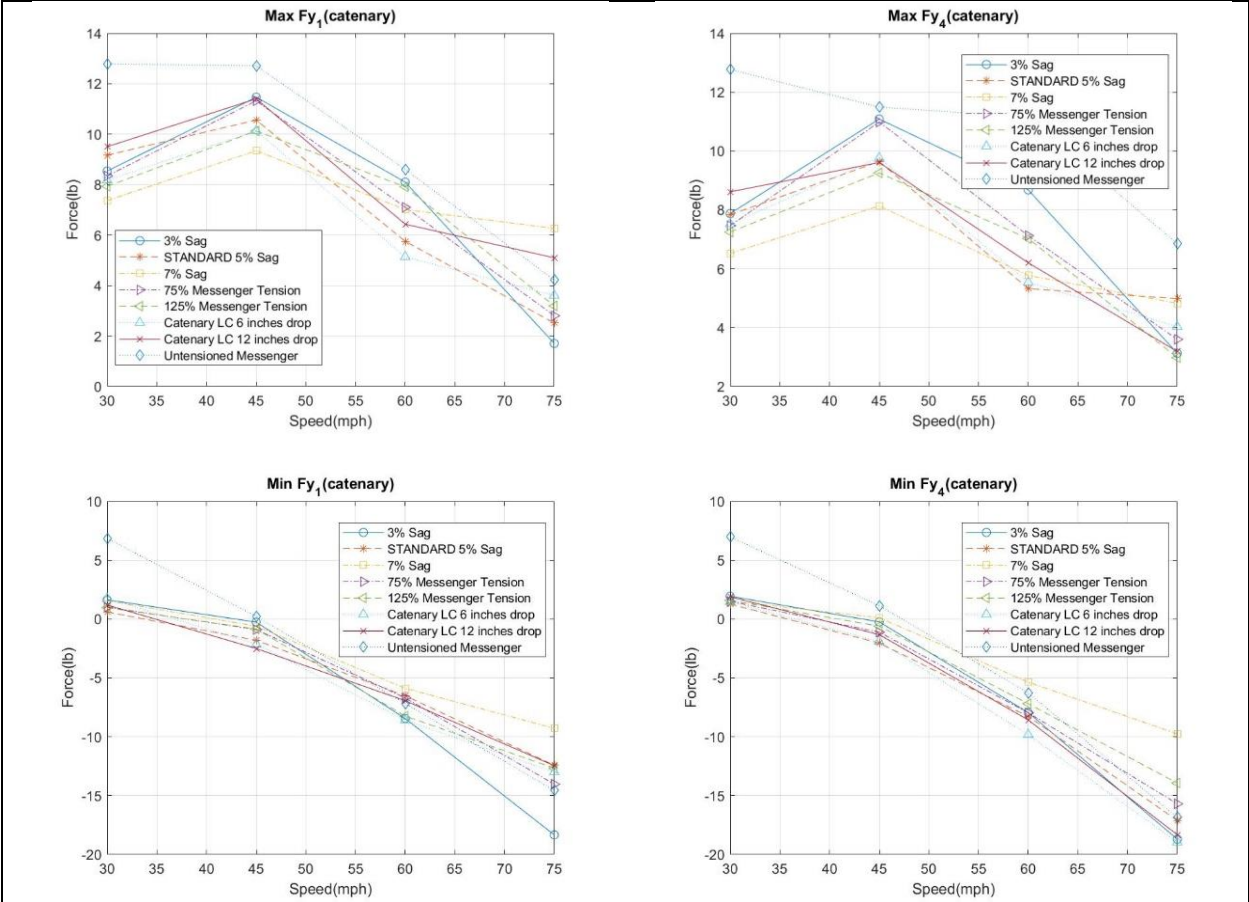 Max Fy1(catenary)
14
12
10
8
6
4
2
0
Force(lb)
3% Sag
STANDARD 5% Sag
7% Sag
75% Messenger Tension
125% Messenger Tension
Catenary LC 6 inches drop
Catenary LC 12 inches drop
Untensioned Messenger
30 35 40 45 50 55 60 65 70 75
Speed(mph)
Max Fy4(catenary)
14
12
10
8
6
4
2
Force(lb)
3% Sag
STANDARD 5% Sag
7% Sag
75% Messenger Tension
125% Messenger Tension
Catenary LC 6 inches drop
Catenary LC 12 inches drop
Untensioned Messenger
30 35 40 45 50 55 60 65 70 75
Speed(mph)
Min Fy1(catenary)
10
5
0
-5
-10
-15
-20
Force(lb)
3% Sag
STANDARD 5% Sag
7% Sag
75% Messenger Tension
125% Messenger Tension
Catenary LC 6 inches drop
Catenary LC 12 inches drop
Untensioned Messenger
30 35 40 45 50 55 60 65 70 75
Speed(mph)
Min Fy4(catenary)
10
5
0
-5
-10
-15
-20
Force(lb)
3% Sag
STANDARD 5% Sag
7% Sag
75% Messenger Tension
125% Messenger Tension
Catenary LC 6 inches drop
Catenary LC 12 inches drop
Untensioned Messenger
30 35 40 45 50 55 60 65 70 75
Speed(mph)